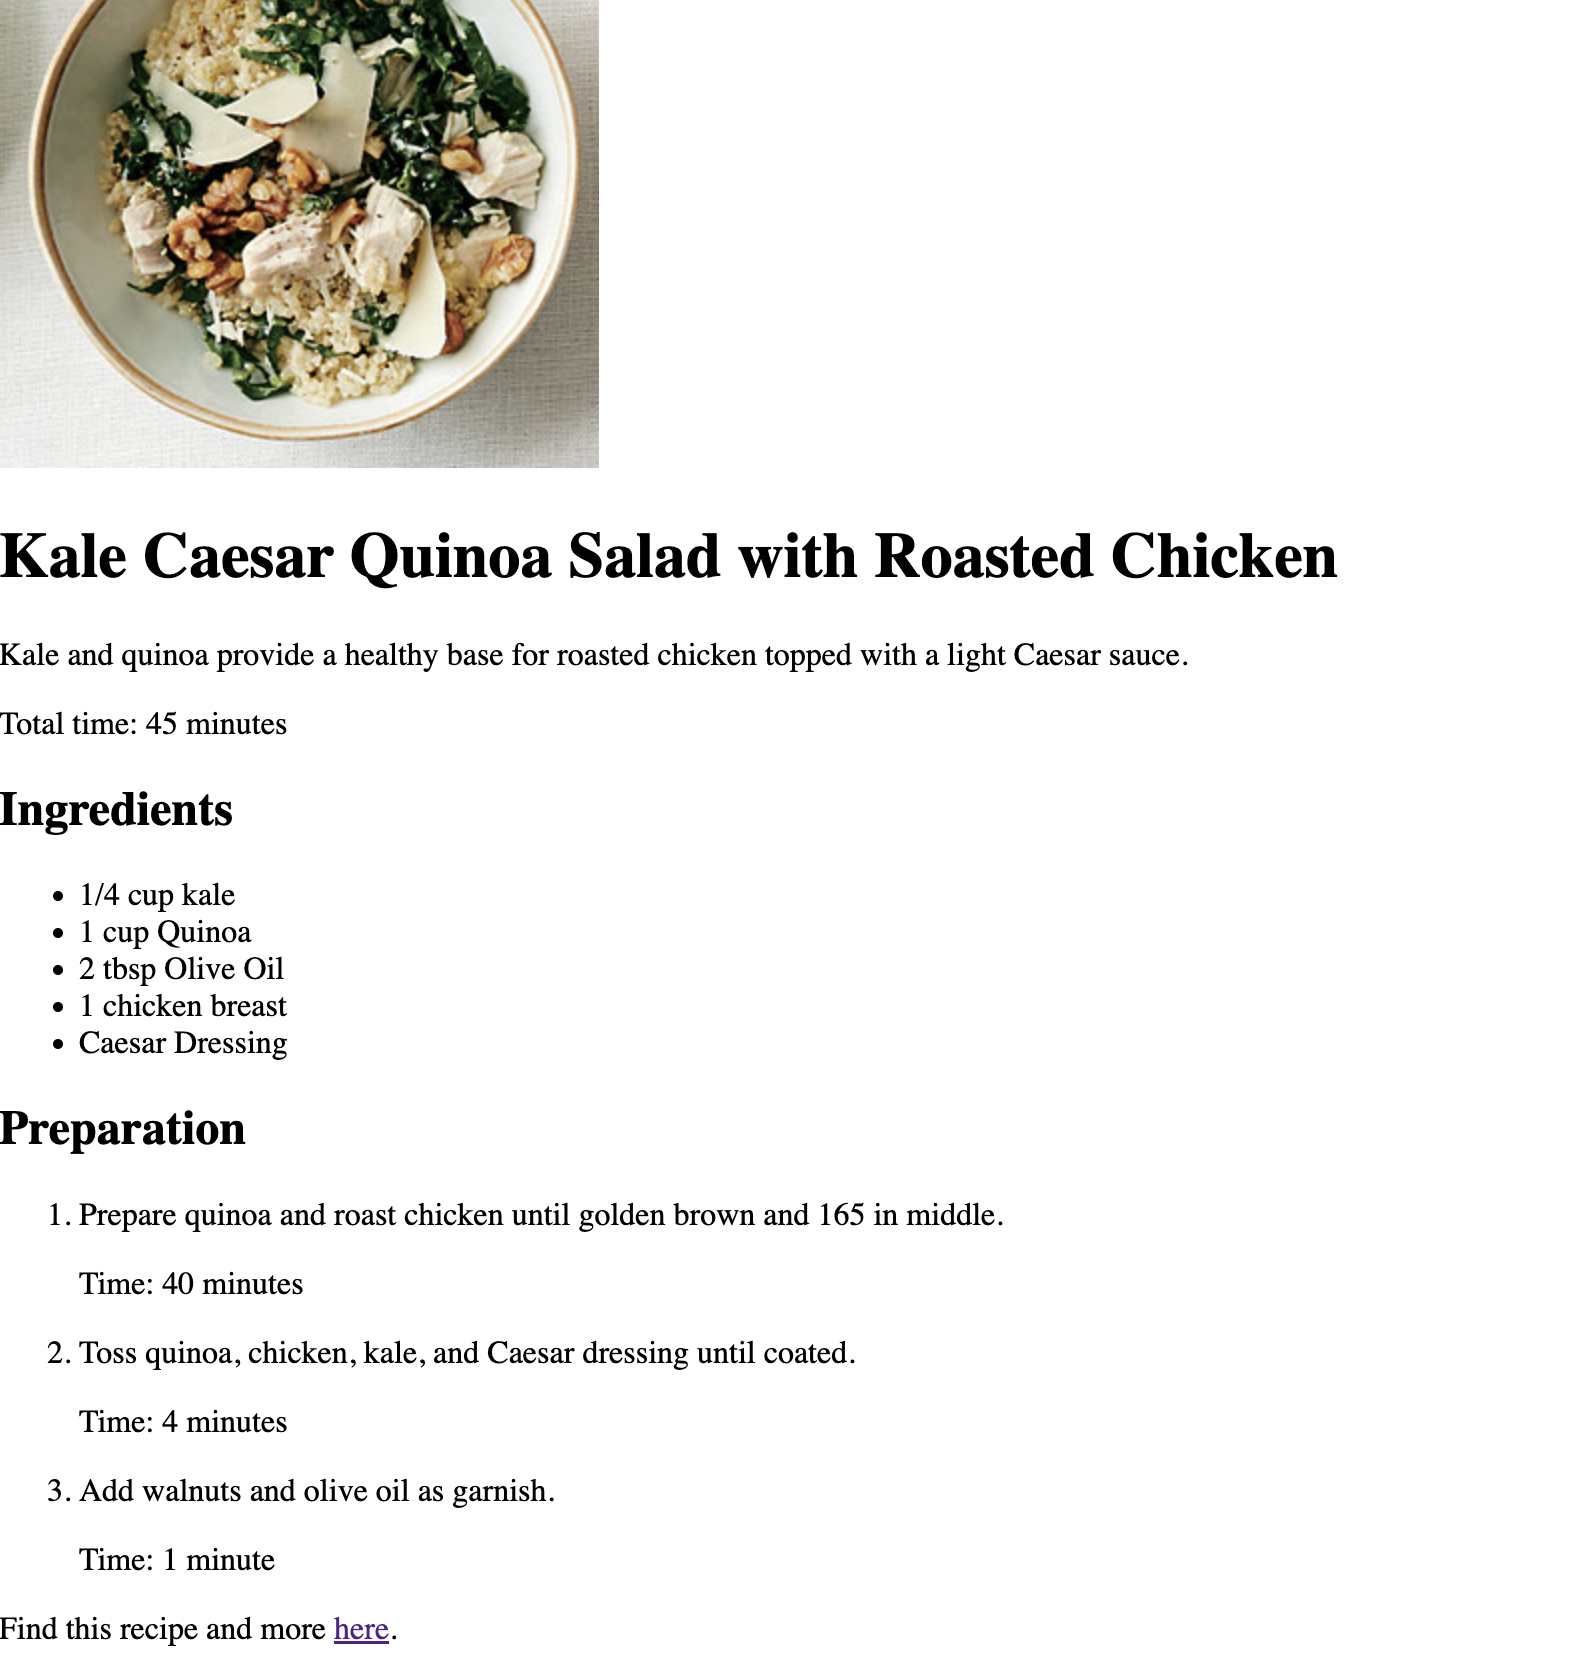 Kale Caesar Quinoa Salad with Roasted Chicken
Kale and quinoa provide a healthy base for roasted chicken topped with a light Caesar sauce.
Total time: 45 minutes
Ingredients
• 1/4 cup kale
• 1 cup Quinoa
• 2 tbsp Olive Oil
• 1 chicken breast
• Caesar Dressing
Preparation
1. Prepare quinoa and roast chicken until golden brown and 165 in middle.
Time: 40 minutes
2. Toss quinoa, chicken, kale, and Caesar dressing until coated.
Time: 4 minutes
3. Add walnuts and olive oil as garnish.
Time: 1 minute
Find this recipe and more here.